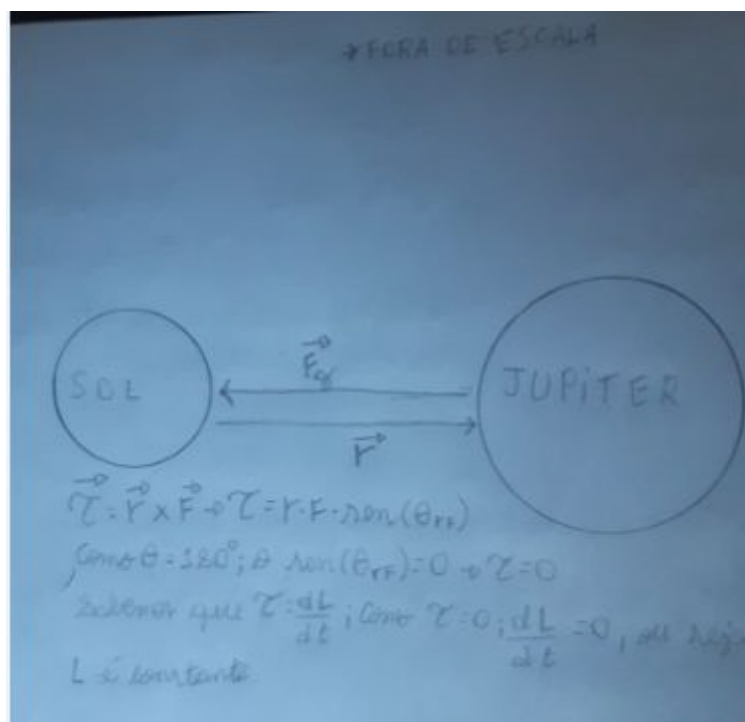 * FORA DE ESCALA
F⃗g
SOL
JUPiTER
r⃗
τ⃗ = r⃗ x F⃗ → τ = r·F·sen(θrF)
Como θ = 180°; θ sen(θrF) = 0 → τ = 0
Sabemos que τ = dL/dt ; Como τ = 0; dL/dt = 0, ou seja
L é constante